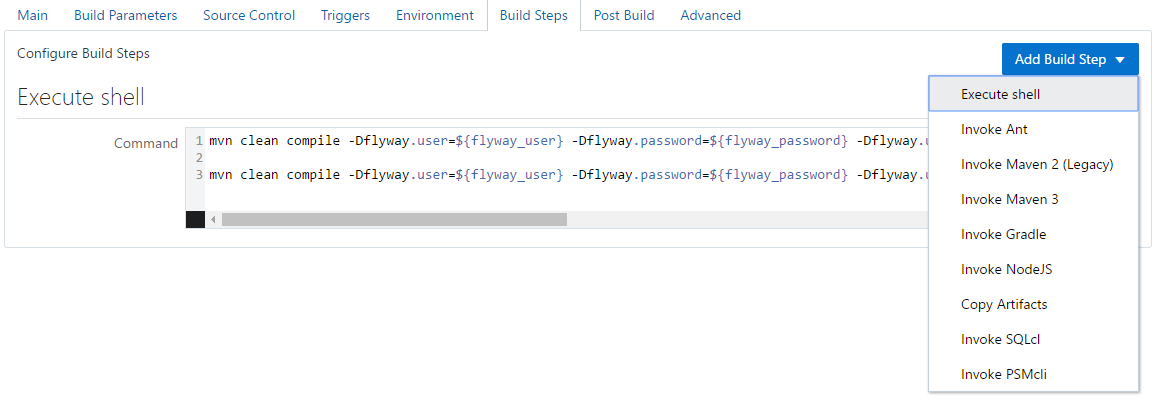 Main Build Parameters Source Control Triggers Environment Build Steps Post Build Advanced
Configure Build Steps
Add Build Step
Execute shell
Command
1 mvn clean compile -Dflyway.user=${flyway_user} -Dflyway.password=${flyway_password} -Dflyway.u
2
3 mvn clean compile -Dflyway.user=${flyway_user} -Dflyway.password=${flyway_password} -Dflyway.u
Execute shell
Invoke Ant
Invoke Maven 2 (Legacy)
Invoke Maven 3
Invoke Gradle
Invoke NodeJS
Copy Artifacts
Invoke SQLcl
Invoke PSMcli